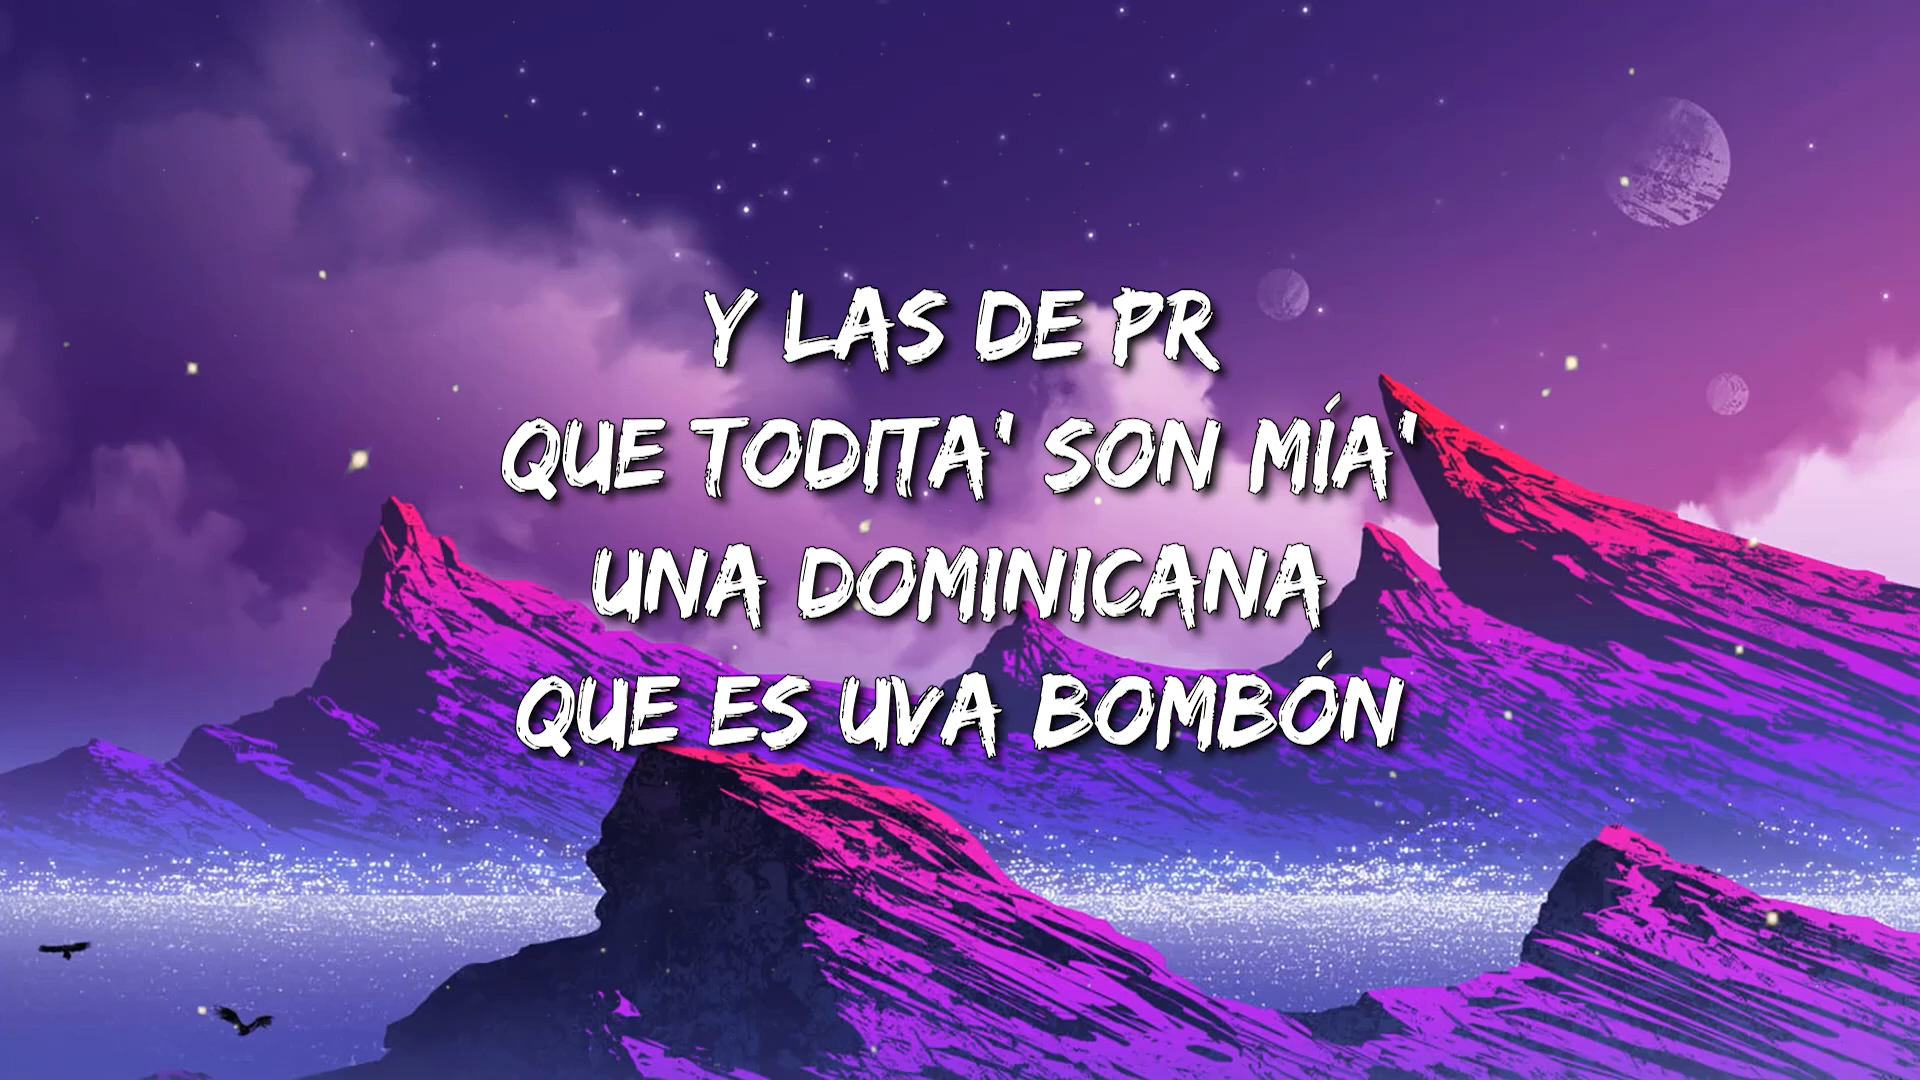 Y LAS DE PR
QUE TODITA' SON MÍA'
UNA DOMINICANA
QUE ES UVA BOMBÓN